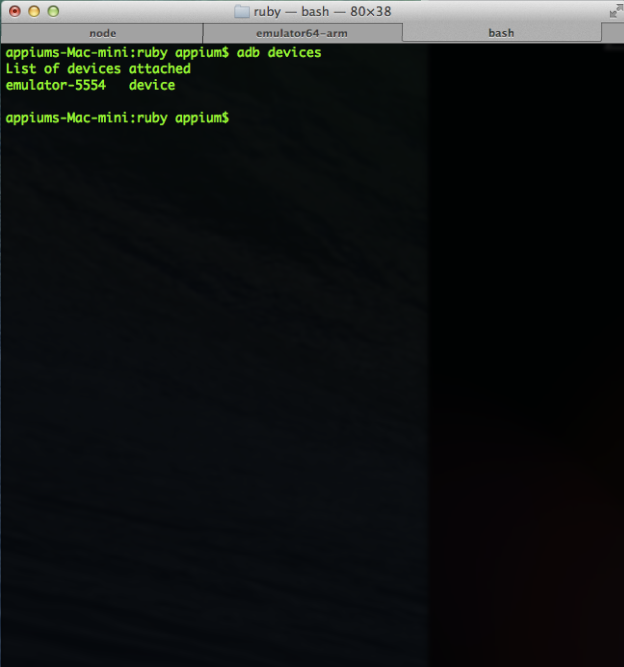 ruby — bash — 80×38
node emulator64-arm bash
appiums-Mac-mini:ruby appium$ adb devices
List of devices attached
emulator-5554 device
appiums-Mac-mini:ruby appium$